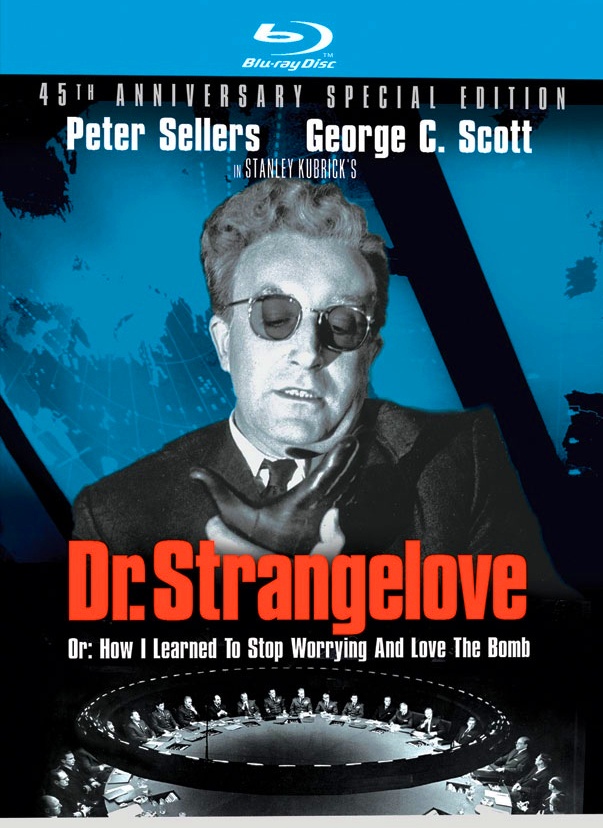 Blu-ray Disc
TM
45TH ANNIVERSARY SPECIAL EDITION
Peter Sellers George C. Scott
IN STANLEY KUBRICK'S
Dr. Strangelove
Or: How I Learned To Stop Worrying And Love The Bomb